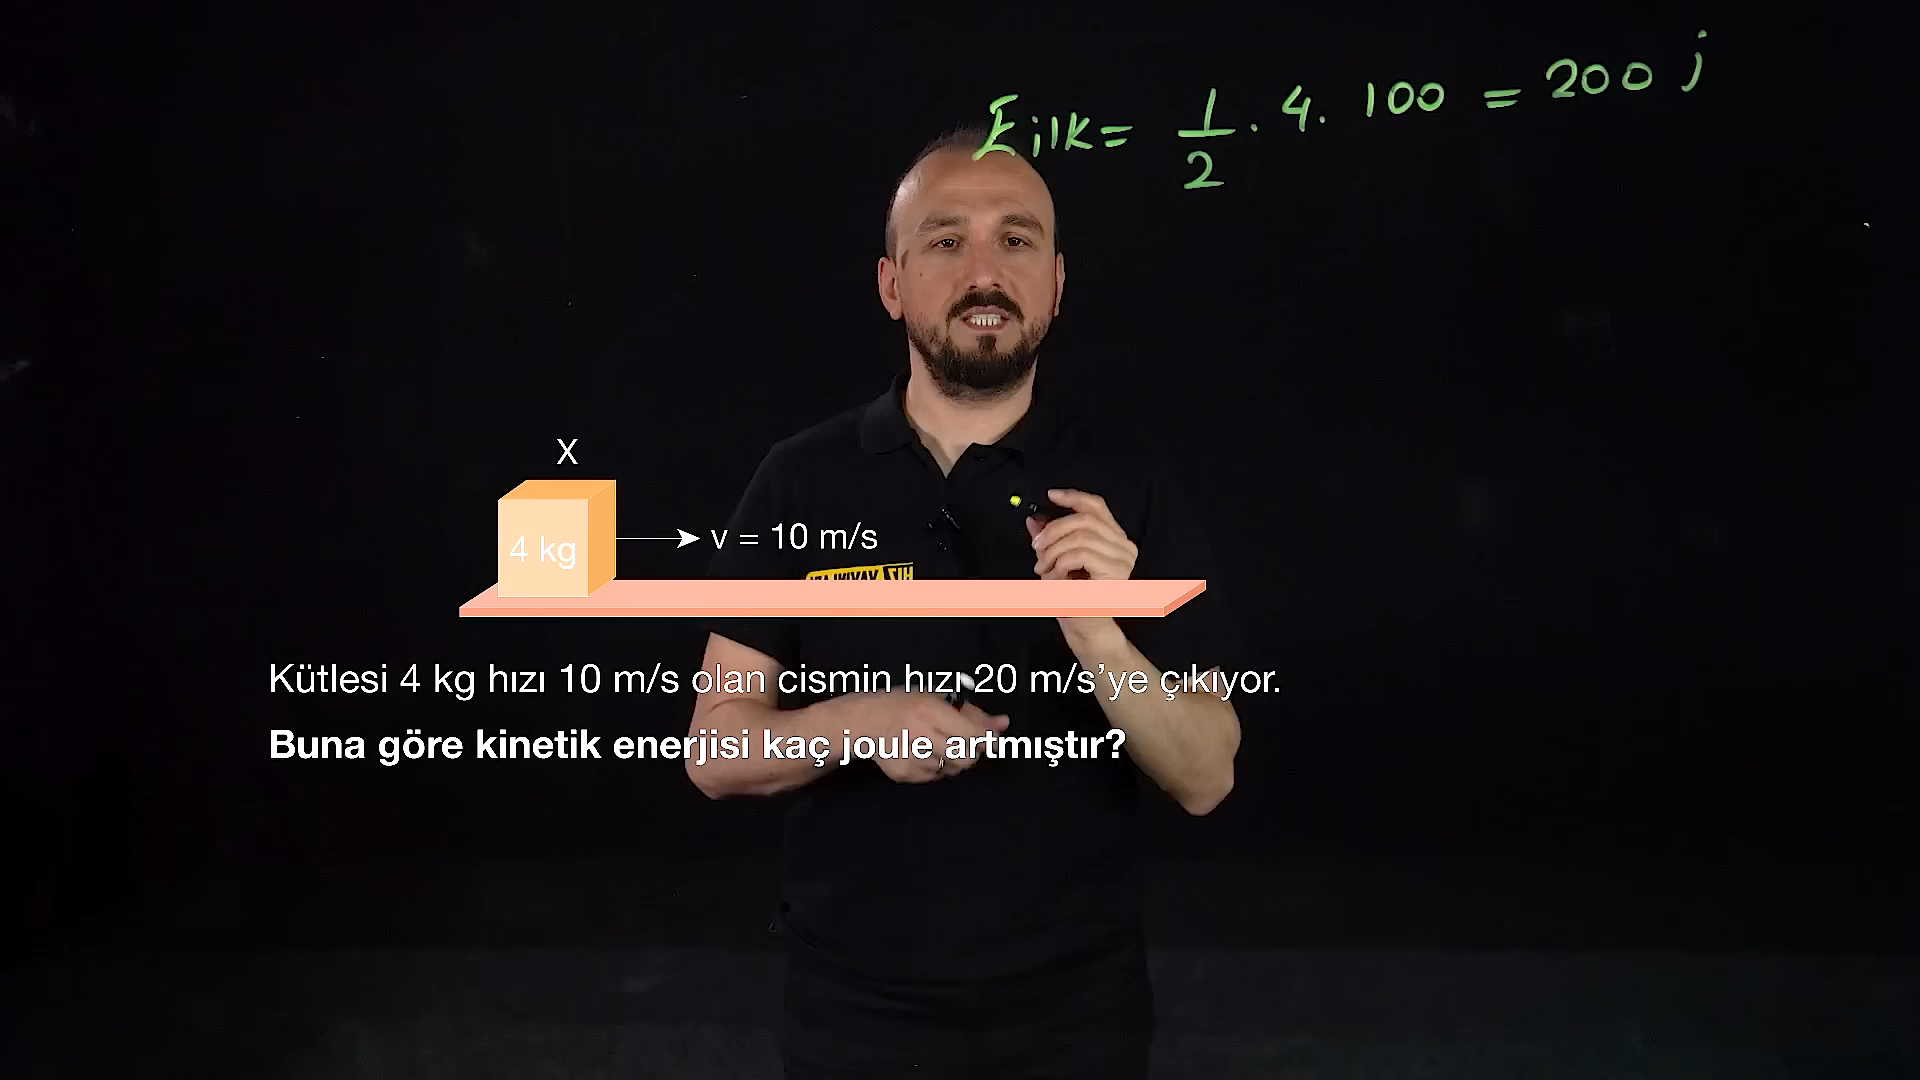 Eilk = 1/2 . 4 . 100 = 200 j
X
4 kg
v = 10 m/s
Kütlesi 4 kg hızı 10 m/s olan cismin hızı 20 m/s’ye çıkıyor.
Buna göre kinetik enerjisi kaç joule artmıştır?